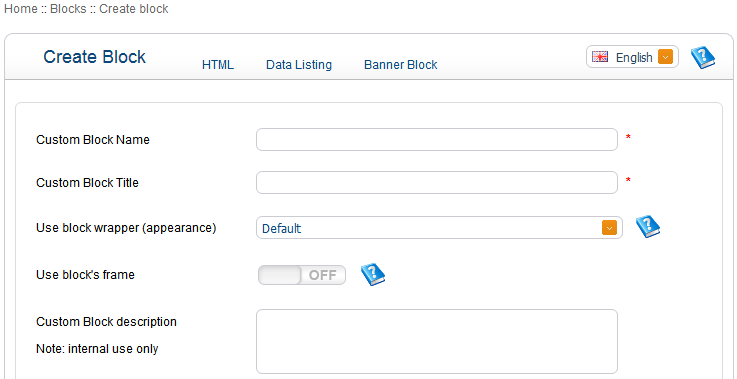 Home :: Blocks :: Create block
Create Block HTML Data Listing Banner Block English ?
Custom Block Name *
Custom Block Title *
Use block wrapper (appearance) Default ?
Use block's frame OFF ?
Custom Block description
Note: internal use only